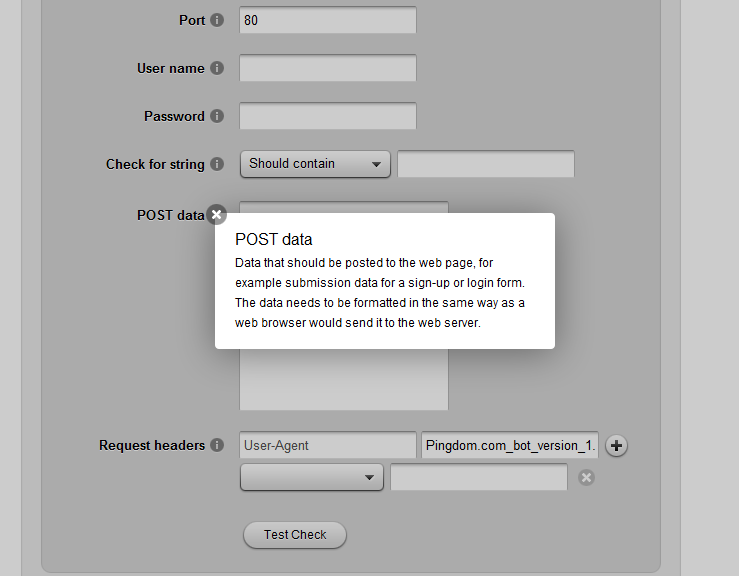 Port 80
User name
Password
Check for string Should contain
POST data
POST data
Data that should be posted to the web page, for
example submission data for a sign-up or login form.
The data needs to be formatted in the same way as a
web browser would send it to the web server.
Request headers User-Agent Pingdom.com_bot_version_1.
Test Check